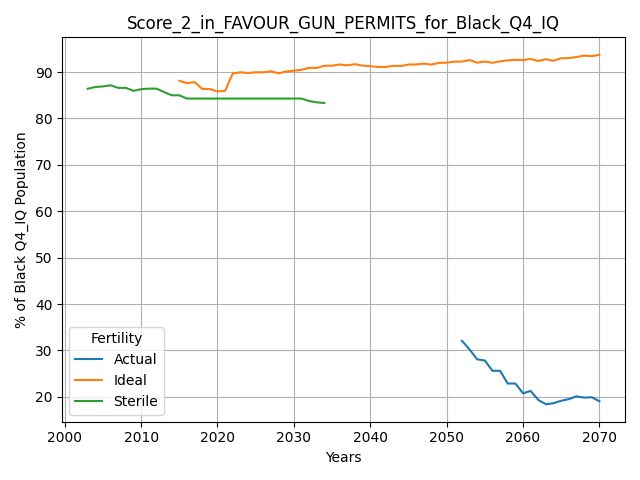 Score_2_in_FAVOUR_GUN_PERMITS_for_Black_Q4_IQ
% of Black Q4_IQ Population
90
80
70
60
50
40
30
20
Fertility
Actual
Ideal
Sterile
2000 2010 2020 2030 2040 2050 2060 2070
Years